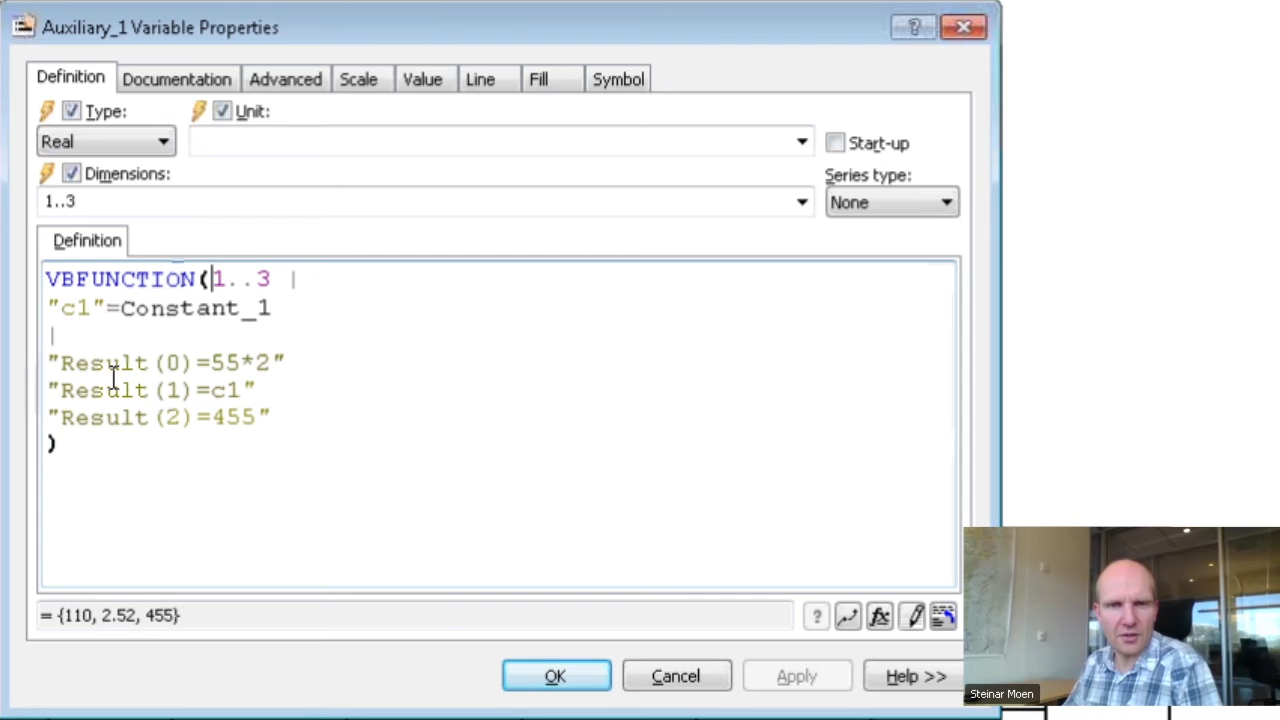 Auxiliary_1 Variable Properties
?
Definition
Documentation
Advanced
Scale
Value
Line
Fill
Symbol
Type:
Unit:
Real
Start-up
Dimensions:
Series type:
1..3
None
Definition
VBFUNCTION(1..3 |
"c1"=Constant_1
|
"Result(0)=55*2"
"Result(1)=c1"
"Result(2)=455"
)
= {110, 2.52, 455}
?
fx
OK
Cancel
Apply
Help >>
Steinar Moen